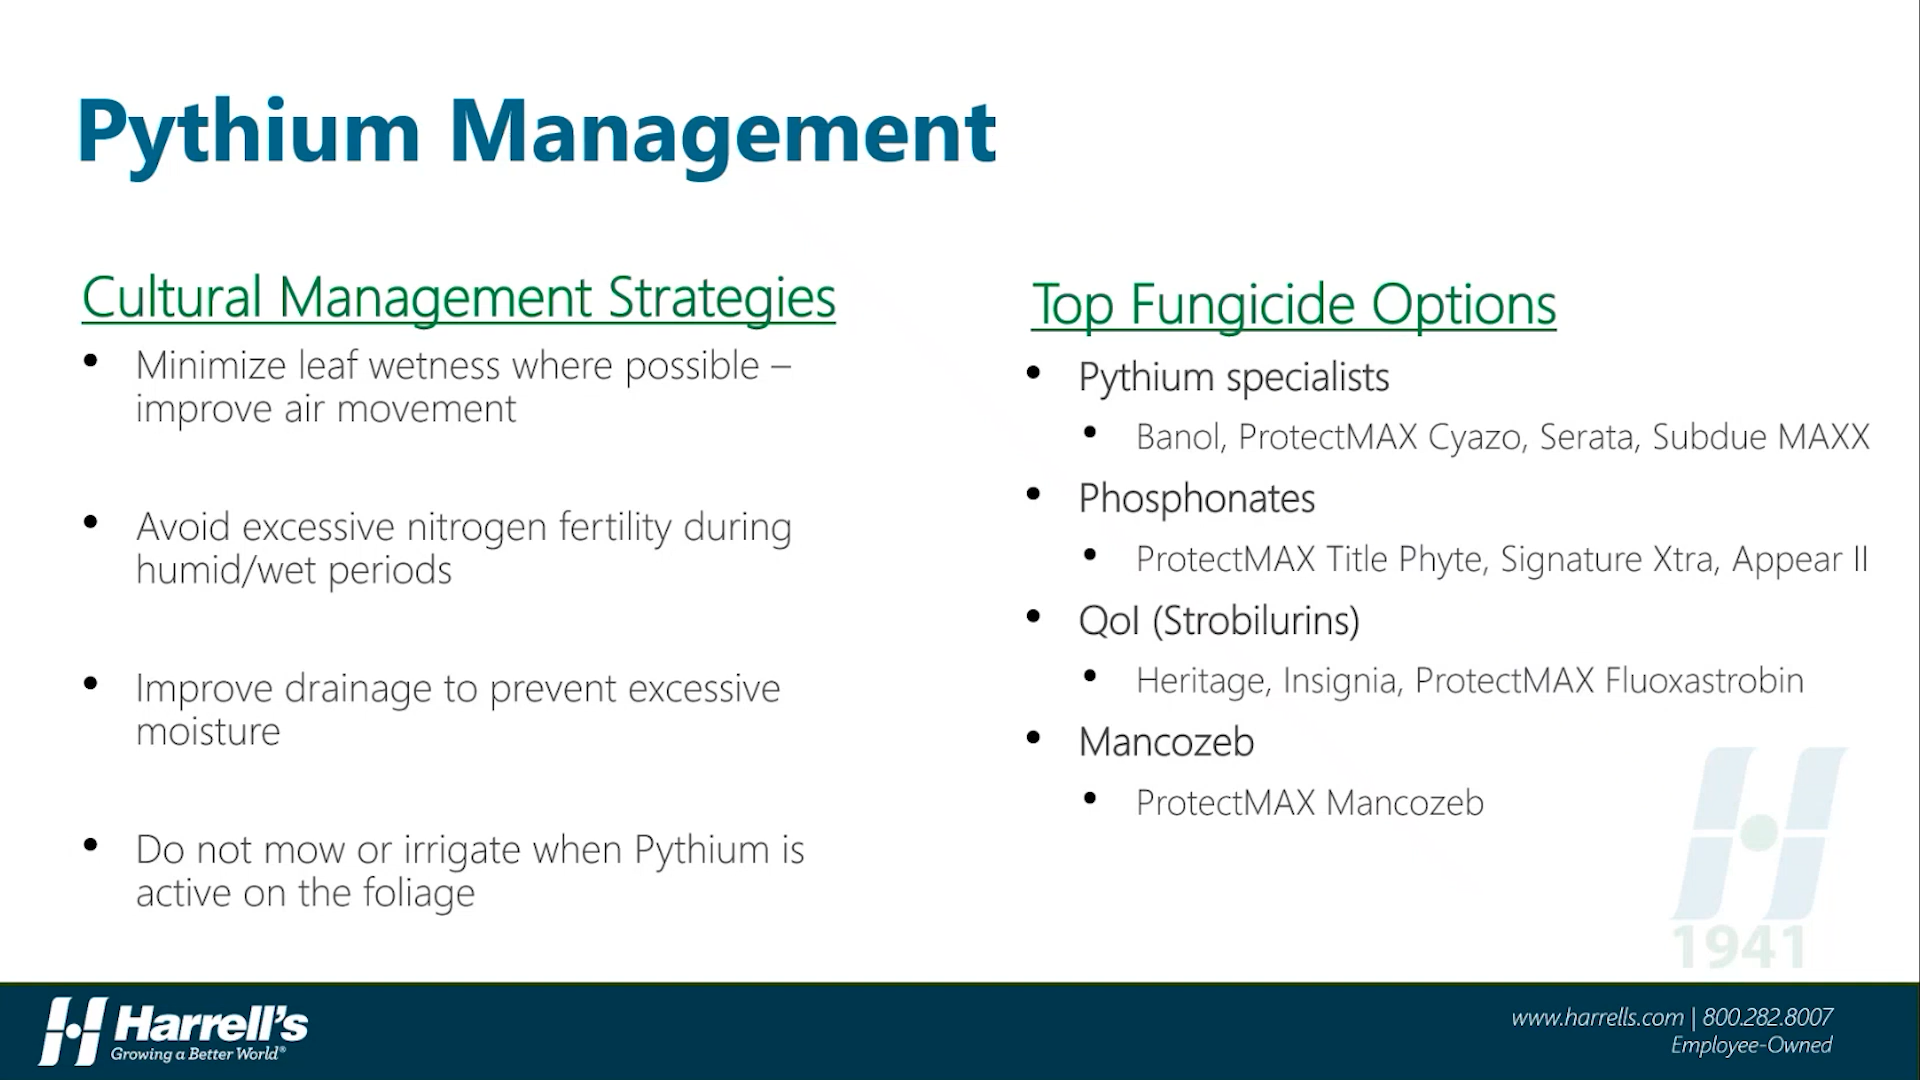 Pythium Management
Cultural Management Strategies
• Minimize leaf wetness where possible –
improve air movement
• Avoid excessive nitrogen fertility during
humid/wet periods
• Improve drainage to prevent excessive
moisture
• Do not mow or irrigate when Pythium is
active on the foliage
Top Fungicide Options
• Pythium specialists
• Banol, ProtectMAX Cyazo, Serata, Subdue MAXX
• Phosphonates
• ProtectMAX Title Phyte, Signature Xtra, Appear II
• QoI (Strobilurins)
• Heritage, Insignia, ProtectMAX Fluoxastrobin
• Mancozeb
• ProtectMAX Mancozeb
H
1941
H Harrell's
Growing a Better World®
www.harrells.com | 800.282.8007
Employee-Owned